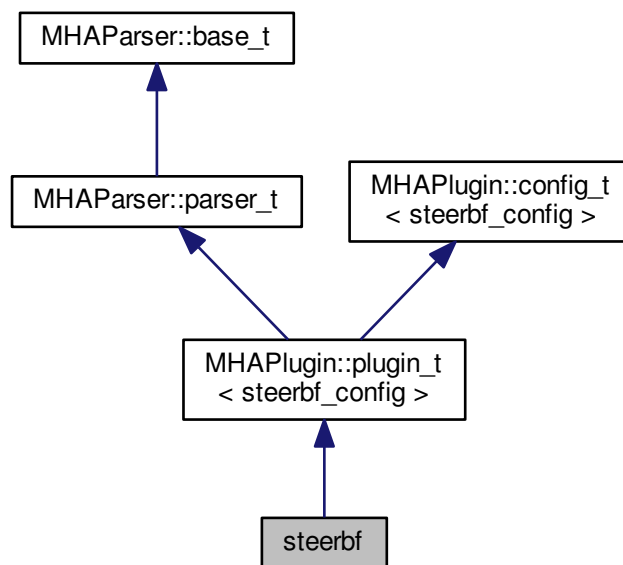 MHAParser::base_t
MHAParser::parser_t
MHAPlugin::config_t
< steerbf_config >
MHAPlugin::plugin_t
< steerbf_config >
steerbf